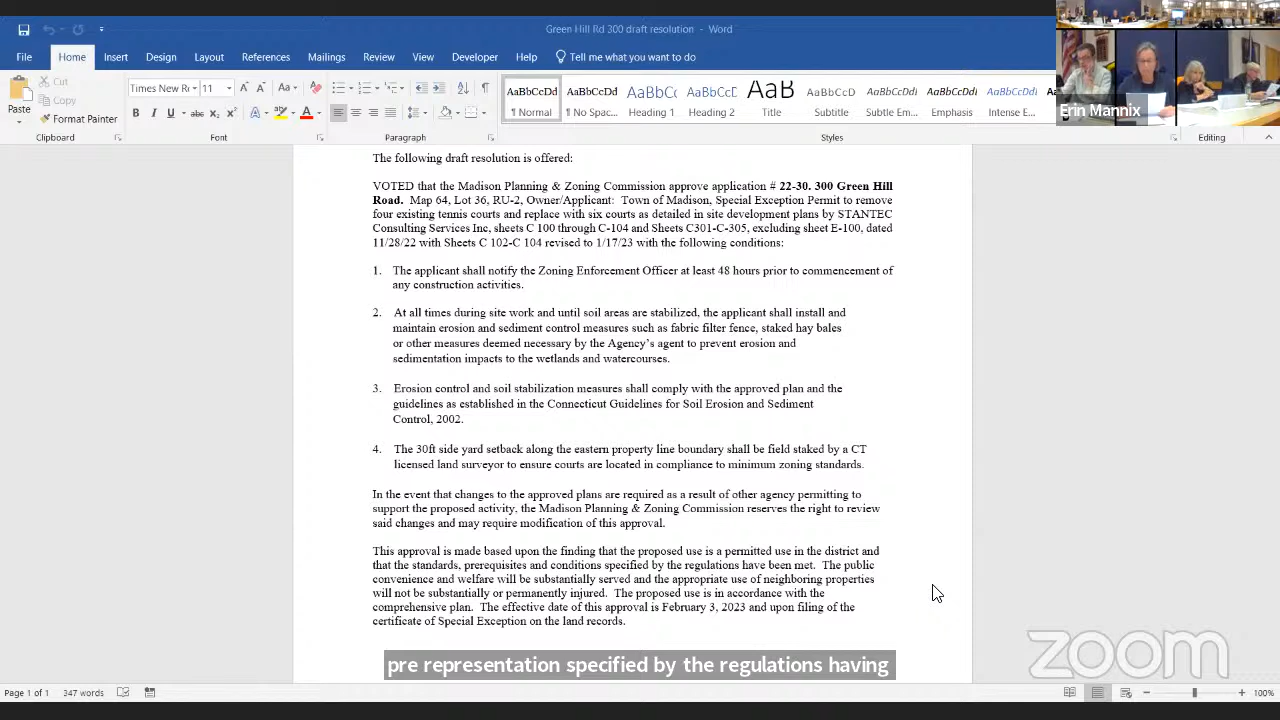 Green Hill Rd 300 draft resolution - Word
File Home Insert Design Layout References Mailings Review View Developer Help Tell me what you want to do
Paste
Cut
Copy
Format Painter
Clipboard
Times New Ro 11
Font
Paragraph
AaBbCcDd AaBbCcDd AaBbCc AaBbCcD AaB AaBbCcD AaBbCcDd AaBbCcDd AaBbCcDd
¶ Normal ¶ No Spac... Heading 1 Heading 2 Title Subtitle Subtle Em... Emphasis Intense E...
Styles
Editing
Erin Mannix
The following draft resolution is offered:
VOTED that the Madison Planning & Zoning Commission approve application # 22-30. 300 Green Hill
Road. Map 64, Lot 36, RU-2, Owner/Applicant: Town of Madison, Special Exception Permit to remove
four existing tennis courts and replace with six courts as detailed in site development plans by STANTEC
Consulting Services Inc, sheets C 100 through C-104 and Sheets C301-C-305, excluding sheet E-100, dated
11/28/22 with Sheets C 102-C 104 revised to 1/17/23 with the following conditions:
1. The applicant shall notify the Zoning Enforcement Officer at least 48 hours prior to commencement of
any construction activities.
2. At all times during site work and until soil areas are stabilized, the applicant shall install and
maintain erosion and sediment control measures such as fabric filter fence, staked hay bales
or other measures deemed necessary by the Agency's agent to prevent erosion and
sedimentation impacts to the wetlands and watercourses.
3. Erosion control and soil stabilization measures shall comply with the approved plan and the
guidelines as established in the Connecticut Guidelines for Soil Erosion and Sediment
Control, 2002.
4. The 30ft side yard setback along the eastern property line boundary shall be field staked by a CT
licensed land surveyor to ensure courts are located in compliance to minimum zoning standards.
In the event that changes to the approved plans are required as a result of other agency permitting to
support the proposed activity, the Madison Planning & Zoning Commission reserves the right to review
said changes and may require modification of this approval.
This approval is made based upon the finding that the proposed use is a permitted use in the district and
that the standards, prerequisites and conditions specified by the regulations have been met. The public
convenience and welfare will be substantially served and the appropriate use of neighboring properties
will not be substantially or permanently injured. The proposed use is in accordance with the
comprehensive plan. The effective date of this approval is February 3, 2023 and upon filing of the
certificate of Special Exception on the land records.
pre representation specified by the regulations having
zoom
Page 1 of 1 347 words
100%